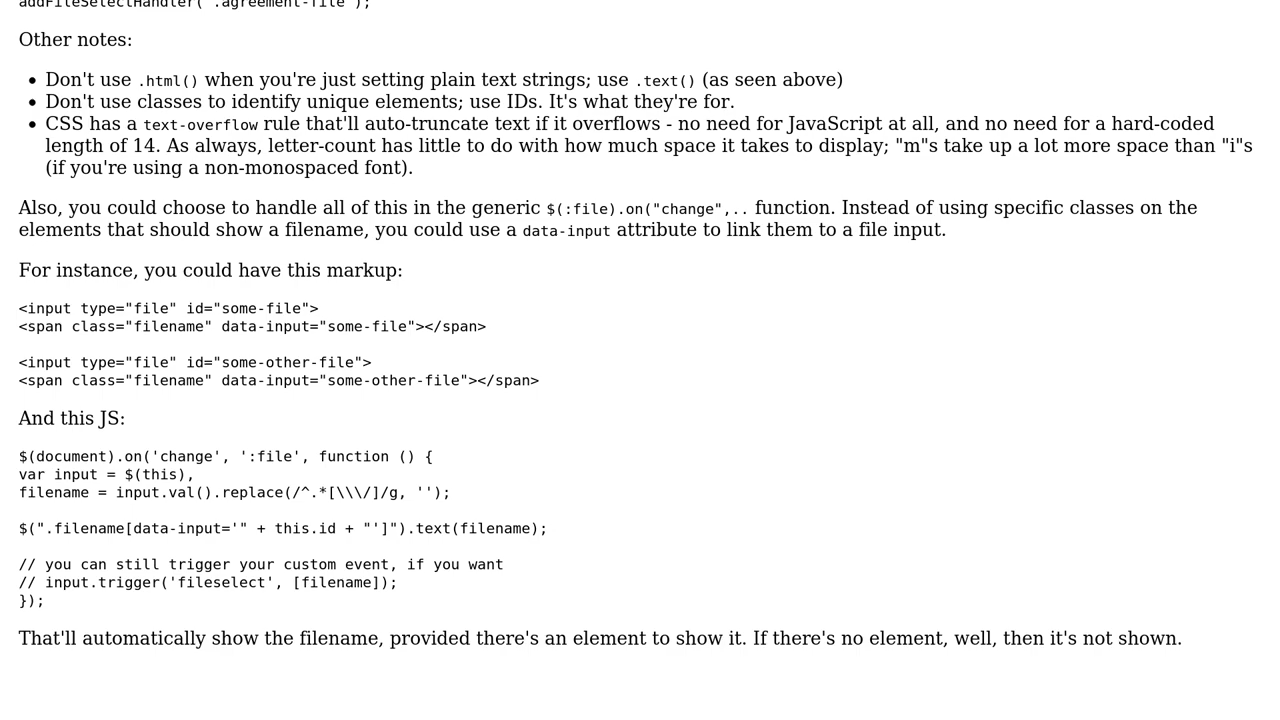 addFileSelectHandler(".agreement-file");
Other notes:
• Don't use .html() when you're just setting plain text strings; use .text() (as seen above)
• Don't use classes to identify unique elements; use IDs. It's what they're for.
• CSS has a text-overflow rule that'll auto-truncate text if it overflows - no need for JavaScript at all, and no need for a hard-coded
length of 14. As always, letter-count has little to do with how much space it takes to display; "m"s take up a lot more space than "i"s
(if you're using a non-monospaced font).
Also, you could choose to handle all of this in the generic $(:file).on("change",.. function. Instead of using specific classes on the
elements that should show a filename, you could use a data-input attribute to link them to a file input.
For instance, you could have this markup:
<input type="file" id="some-file">
<span class="filename" data-input="some-file"></span>
<input type="file" id="some-other-file">
<span class="filename" data-input="some-other-file"></span>
And this JS:
$(document).on('change', ':file', function () {
var input = $(this),
filename = input.val().replace(/^.*[\\\/]/g, '');
$(".filename[data-input='" + this.id + "']").text(filename);
// you can still trigger your custom event, if you want
// input.trigger('fileselect', [filename]);
});
That'll automatically show the filename, provided there's an element to show it. If there's no element, well, then it's not shown.